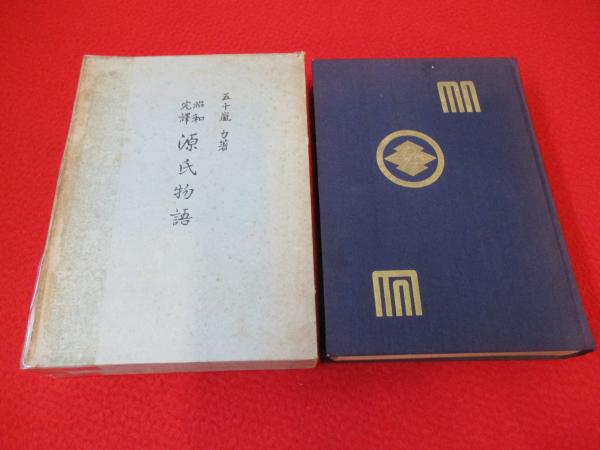 五十嵐 力著
昭和
完譯
源氏物語